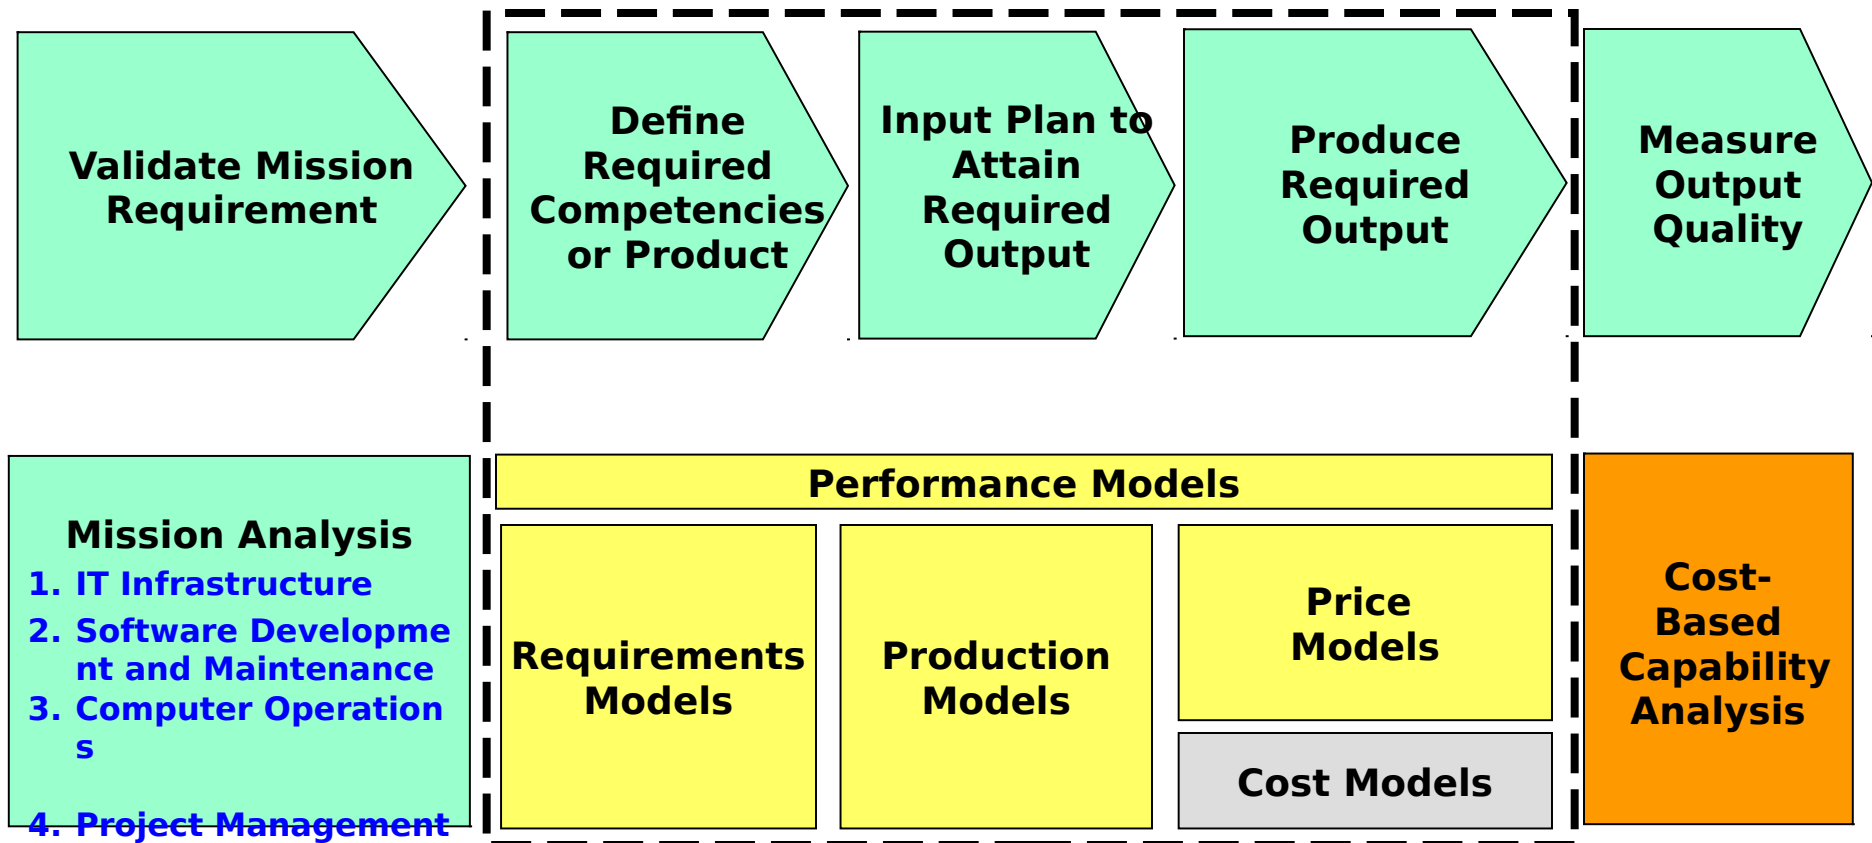 Validate Mission
Requirement
Define
Required
Competencies
or Product
Input Plan to
Attain
Required
Output
Produce
Required
Output
Measure
Output
Quality
Mission Analysis
1. IT Infrastructure
2. Software Developme
nt and Maintenance
3. Computer Operation
s
4. Project Management
Performance Models
Requirements
Models
Production
Models
Price
Models
Cost Models
Cost-
Based
Capability
Analysis